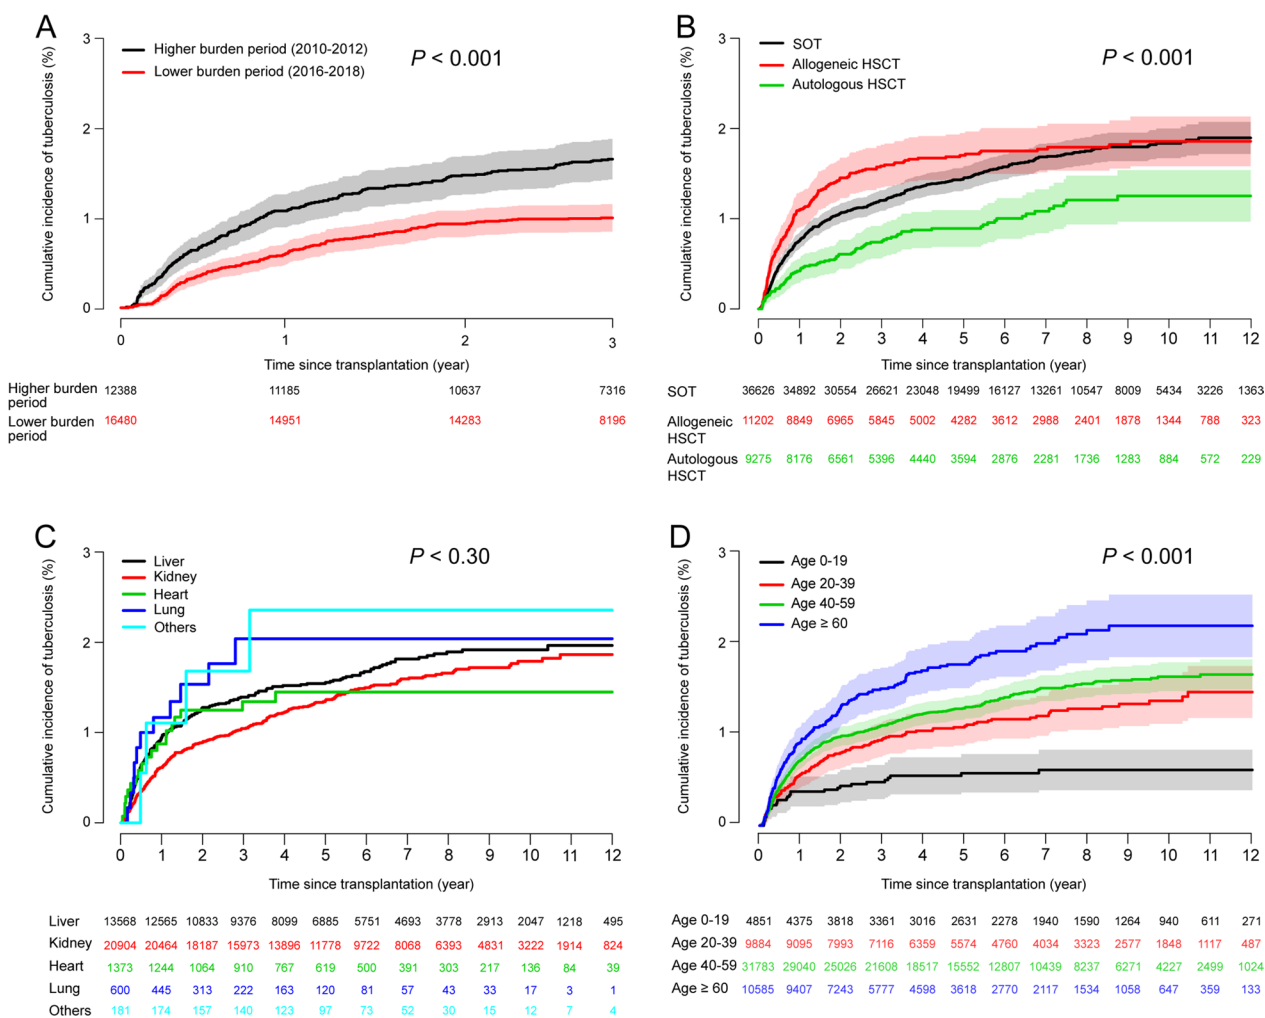 A
Cumulative incidence of tuberculosis (%)
3
2
1
0
Higher burden period (2010-2012)
Lower burden period (2016-2018)
P < 0.001
0 1 2 3
Time since transplantation (year)
Higher burden period 12388 11185 10637 7316
Lower burden period 16480 14951 14283 8196
B
Cumulative incidence of tuberculosis (%)
3
2
1
0
SOT
Allogeneic HSCT
Autologous HSCT
P < 0.001
0 1 2 3 4 5 6 7 8 9 10 11 12
Time since transplantation (year)
SOT 36626 34892 30554 26621 23048 19499 16127 13261 10547 8009 5434 3226 1363
Allogeneic HSCT 11202 8849 6965 5845 5002 4282 3612 2988 2401 1878 1344 788 323
Autologous HSCT 9275 8176 6561 5396 4440 3594 2876 2281 1736 1283 884 572 229
C
Cumulative incidence of tuberculosis (%)
3
2
1
0
Liver
Kidney
Heart
Lung
Others
P < 0.30
0 1 2 3 4 5 6 7 8 9 10 11 12
Time since transplantation (year)
Liver 13568 12565 10833 9376 8099 6885 5751 4693 3778 2913 2047 1218 495
Kidney 20904 20464 18187 15973 13896 11778 9722 8068 6393 4831 3222 1914 824
Heart 1373 1244 1064 910 767 619 500 391 303 217 136 84 39
Lung 600 445 313 222 163 120 81 57 43 33 17 3 1
Others 181 174 157 140 123 97 73 52 30 15 12 7 4
D
Cumulative incidence of tuberculosis (%)
3
2
1
0
Age 0-19
Age 20-39
Age 40-59
Age ≥ 60
P < 0.001
0 1 2 3 4 5 6 7 8 9 10 11 12
Time since transplantation (year)
Age 0-19 4851 4375 3818 3361 3016 2631 2278 1940 1590 1264 940 611 271
Age 20-39 9884 9095 7993 7116 6359 5574 4760 4034 3323 2577 1848 1117 487
Age 40-59 31783 29040 25026 21608 18517 15552 12807 10439 8237 6271 4227 2499 1024
Age ≥ 60 10585 9407 7243 5777 4598 3618 2770 2117 1534 1058 647 359 133